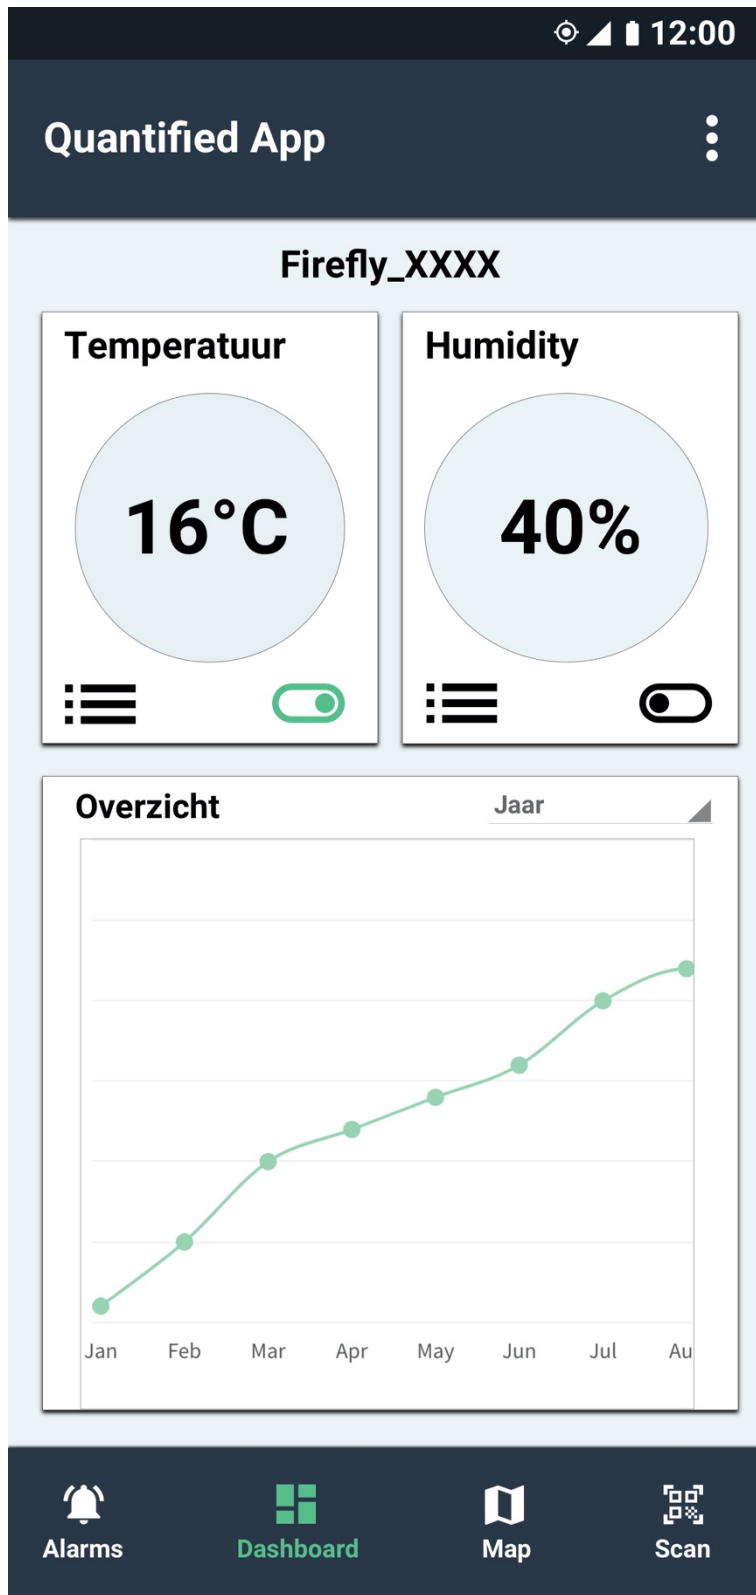 12:00
Quantified App
Firefly_XXXX
Temperatuur
Humidity
16°C
40%
Overzicht
Jaar
Jan Feb Mar Apr May Jun Jul Au
Alarms Dashboard Map Scan